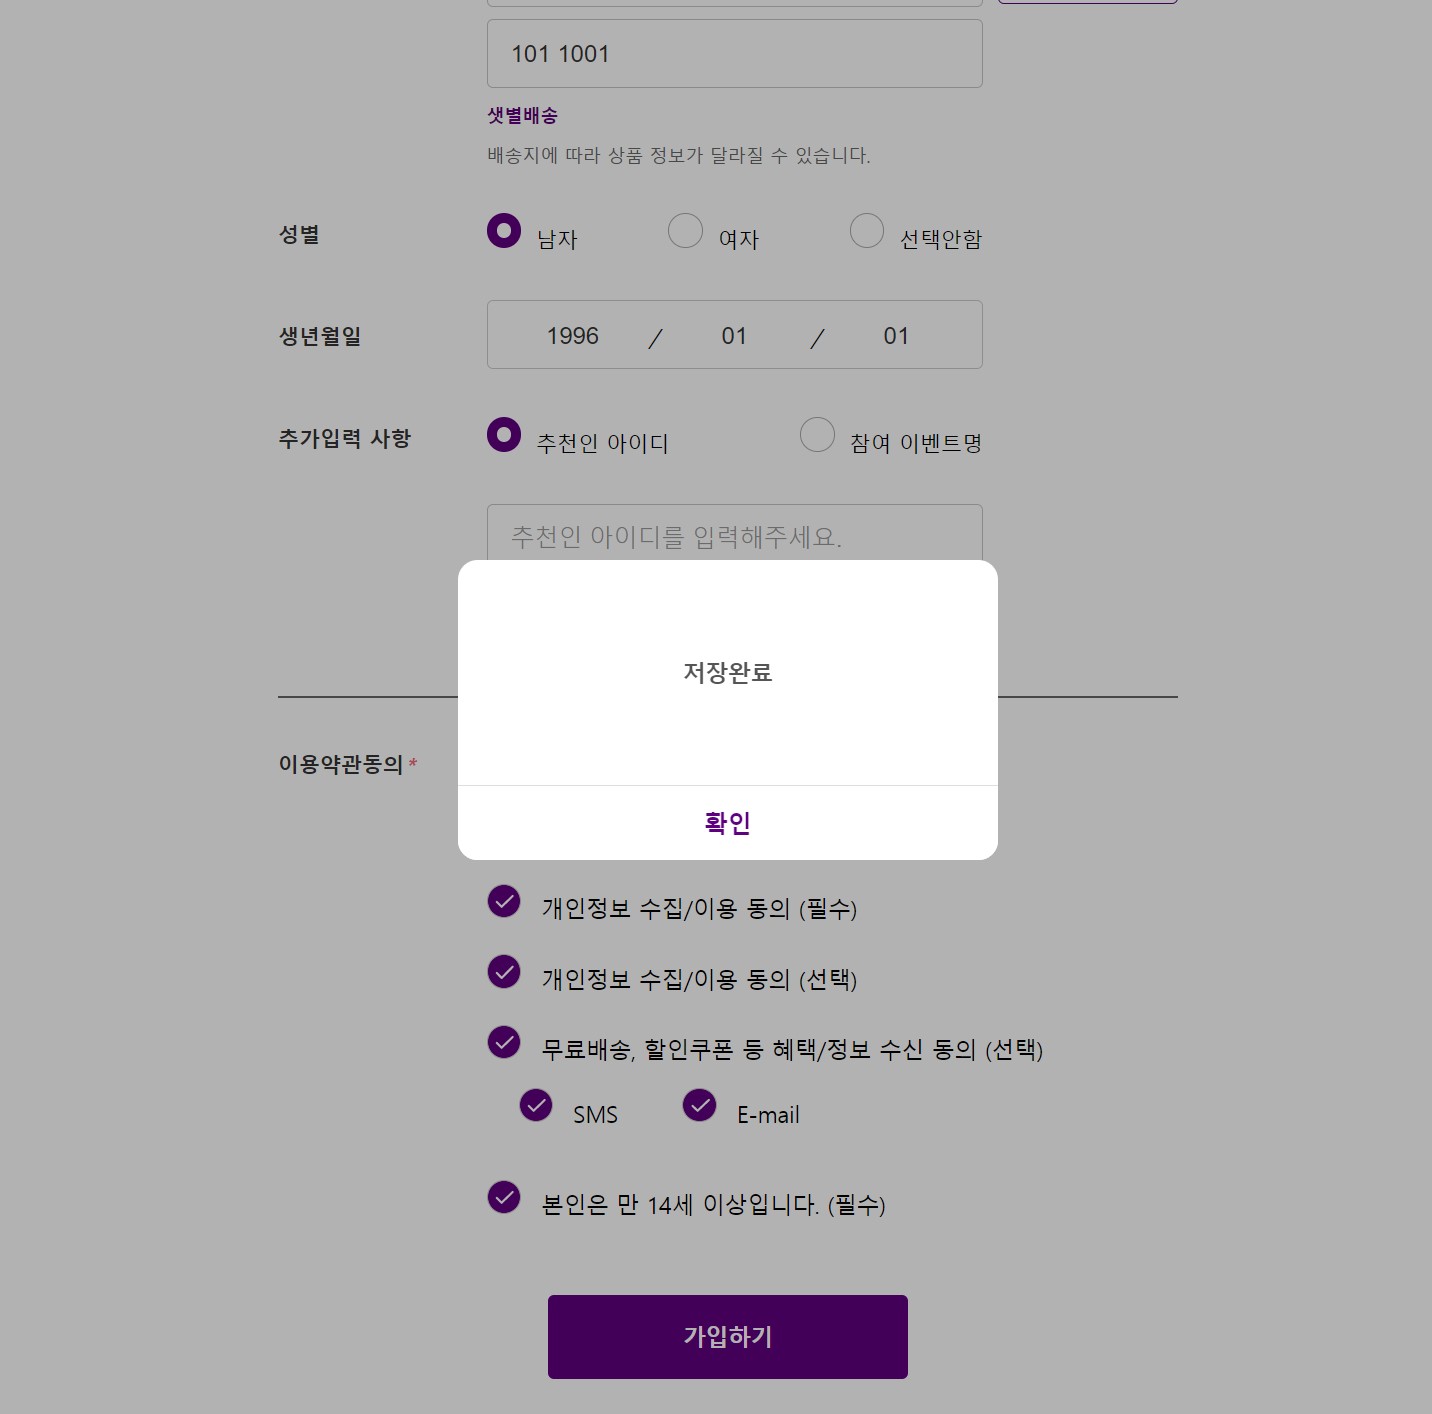 101 1001
샛별배송
배송지에 따라 상품 정보가 달라질 수 있습니다.
성별 남자 여자 선택안함
생년월일 1996 / 01 / 01
추가입력 사항 추천인 아이디 참여 이벤트명
추천인 아이디를 입력해주세요.
저장완료
이용약관동의*
확인
개인정보 수집/이용 동의 (필수)
개인정보 수집/이용 동의 (선택)
무료배송, 할인쿠폰 등 혜택/정보 수신 동의 (선택)
SMS E-mail
본인은 만 14세 이상입니다. (필수)
가입하기